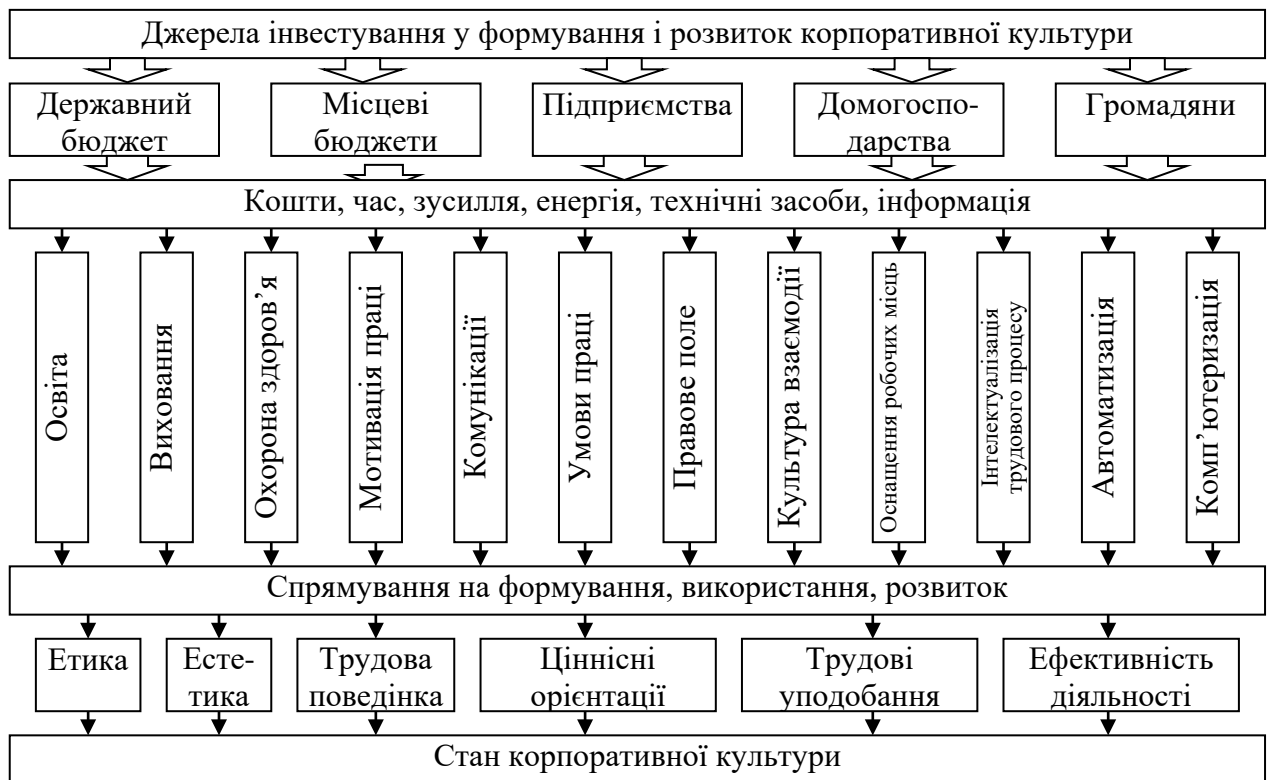 Джерела інвестування у формування і розвиток корпоративної культури
Державний
бюджет
Місцеві
бюджети
Підприємства
Домогоспо-
дарства
Громадяни
Кошти, час, зусилля, енергія, технічні засоби, інформація
Освіта
Виховання
Охорона здоров’я
Мотивація праці
Комунікації
Умови праці
Правове поле
Культура взаємодії
Оснащення робочих місць
Інтелектуалізація
трудового процесу
Автоматизація
Комп’ютеризація
Спрямування на формування, використання, розвиток
Етика
Есте-
тика
Трудова
поведінка
Ціннісні
орієнтації
Трудові
уподобання
Ефективність
діяльності
Стан корпоративної культури